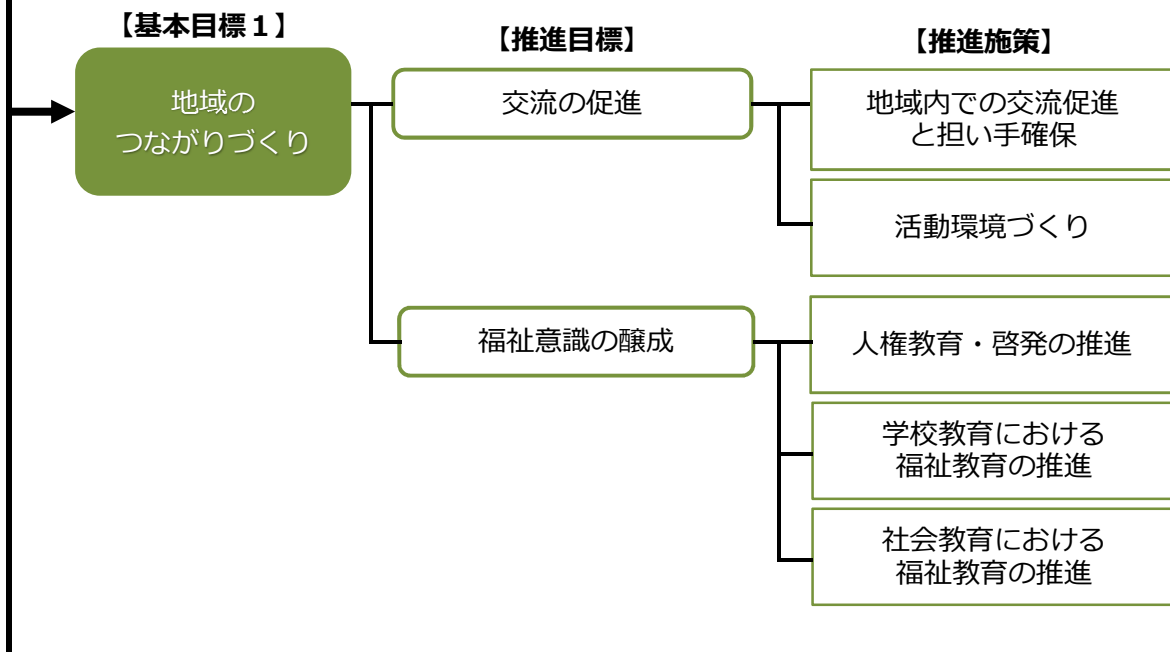 【基本目標１】
【推進目標】
【推進施策】
地域の
つながりづくり
交流の促進
地域内での交流促進
と担い手確保
活動環境づくり
福祉意識の醸成
人権教育・啓発の推進
学校教育における
福祉教育の推進
社会教育における
福祉教育の推進